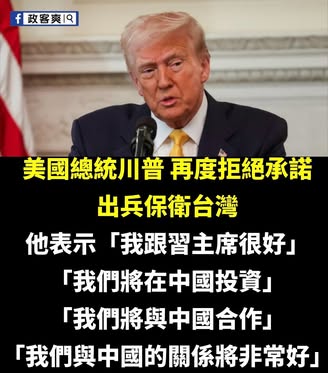 政客爽
美國總統川普 再度拒絕承諾
出兵保衛台灣
他表示「我跟習主席很好」
「我們將在中國投資」
「我們將與中國合作」
「我們與中國的關係將非常好」